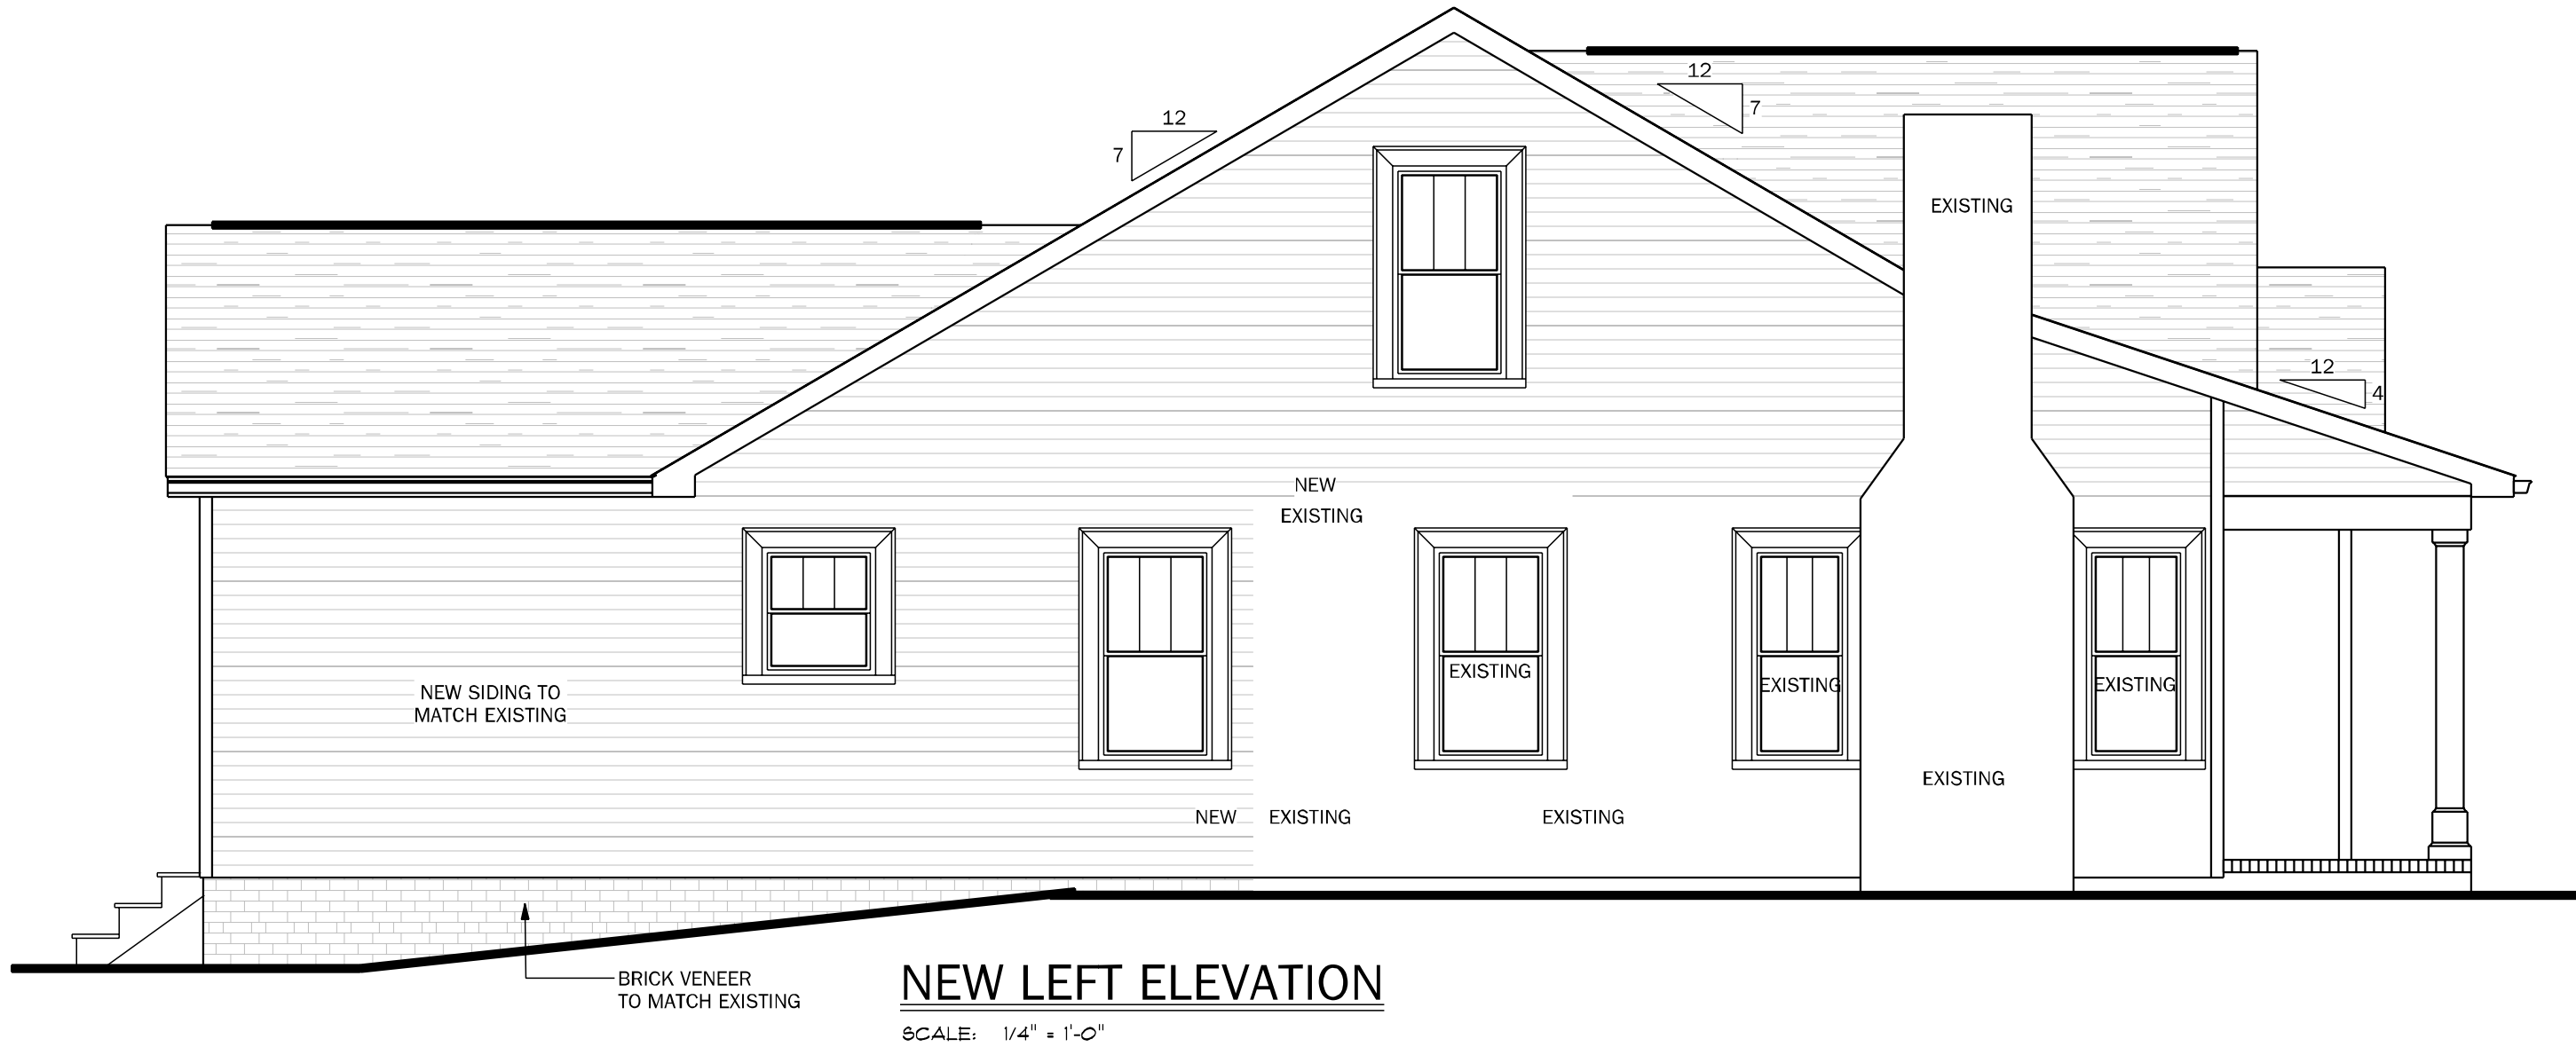 12
7
12
7
EXISTING
12
4
NEW
EXISTING
EXISTING
EXISTING
EXISTING
NEW SIDING TO
MATCH EXISTING
EXISTING
NEW EXISTING
EXISTING
BRICK VENEER
TO MATCH EXISTING
NEW LEFT ELEVATION
SCALE: 1/4" = 1'-0"